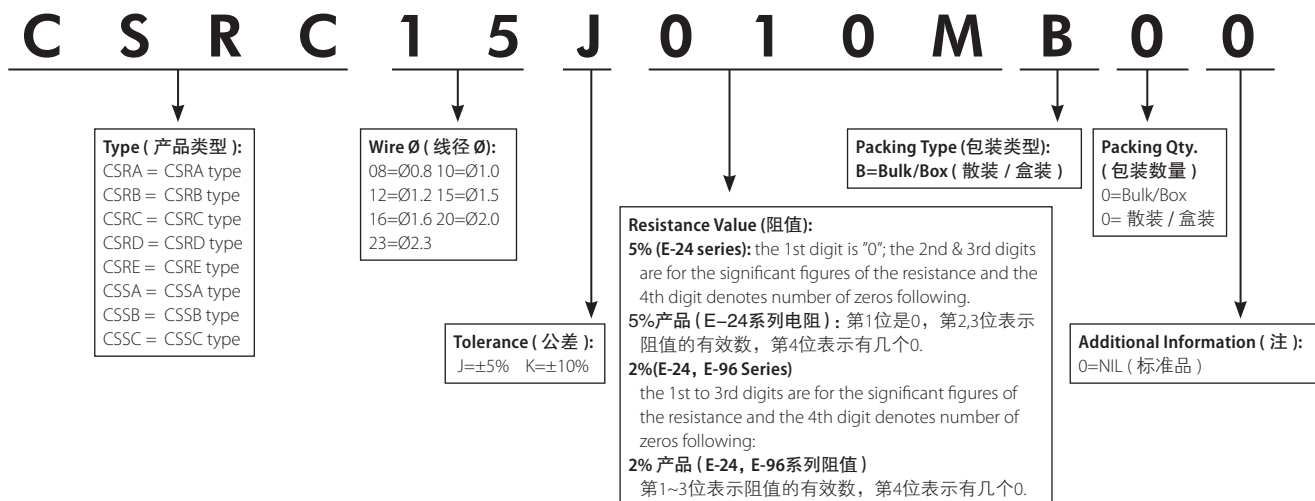 C S R C 1 5 J 0 1 0 M B 0 0
Type ( 产品类型 ):
CSRA = CSRA type
CSRB = CSRB type
CSRC = CSRC type
CSRD = CSRD type
CSRE = CSRE type
CSSA = CSSA type
CSSB = CSSB type
CSSC = CSSC type
Wire Ø ( 线径 Ø):
08=Ø0.8 10=Ø1.0
12=Ø1.2 15=Ø1.5
16=Ø1.6 20=Ø2.0
23=Ø2.3
Tolerance ( 公差 ):
J=±5% K=±10%
Resistance Value (阻值):
5% (E-24 series): the 1st digit is "0"; the 2nd & 3rd digits
are for the significant figures of the resistance and the
4th digit denotes number of zeros following.
5%产品 ( E–24系列电阻 ) : 第1位是0，第2,3位表示
阻值的有效数，第4位表示有几个0.
2%(E-24, E-96 Series)
the 1st to 3rd digits are for the significant figures of
the resistance and the 4th digit denotes number of
zeros following:
2% 产品 ( E-24, E-96系列阻值 )
第1~3位表示阻值的有效数，第4位表示有几个0.
Packing Type (包装类型):
B=Bulk/Box ( 散装 / 盒装 )
Packing Qty.
( 包装数量 )
0=Bulk/Box
0= 散装 / 盒装
Additional Information ( 注 ):
0=NIL ( 标准品 )